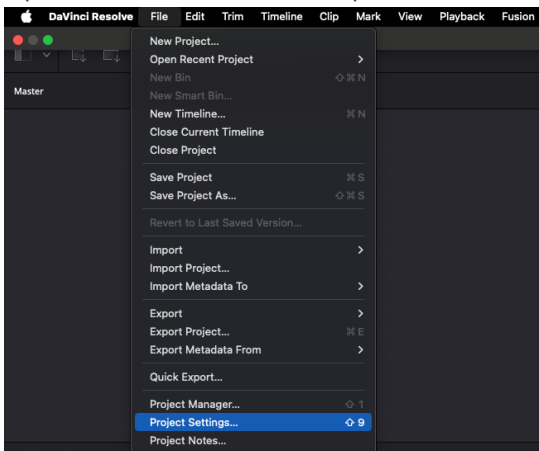 DaVinci Resolve File Edit Trim Timeline Clip Mark View Playback Fusion
Master
New Project...
Open Recent Project >
New Bin ⇧⌘N
New Smart Bin...
New Timeline... ⌘N
Close Current Timeline
Close Project
Save Project ⌘S
Save Project As... ⇧⌘S
Revert to Last Saved Version...
Import >
Import Project...
Import Metadata To >
Export >
Export Project... ⌘E
Export Metadata From >
Quick Export...
Project Manager... ⇧1
Project Settings... ⇧9
Project Notes...